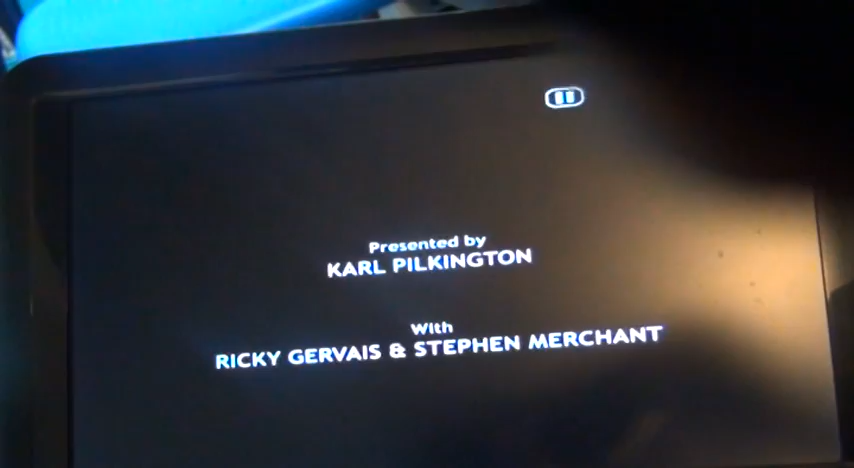 Presented by
KARL PILKINGTON
With
RICKY GERVAIS & STEPHEN MERCHANT